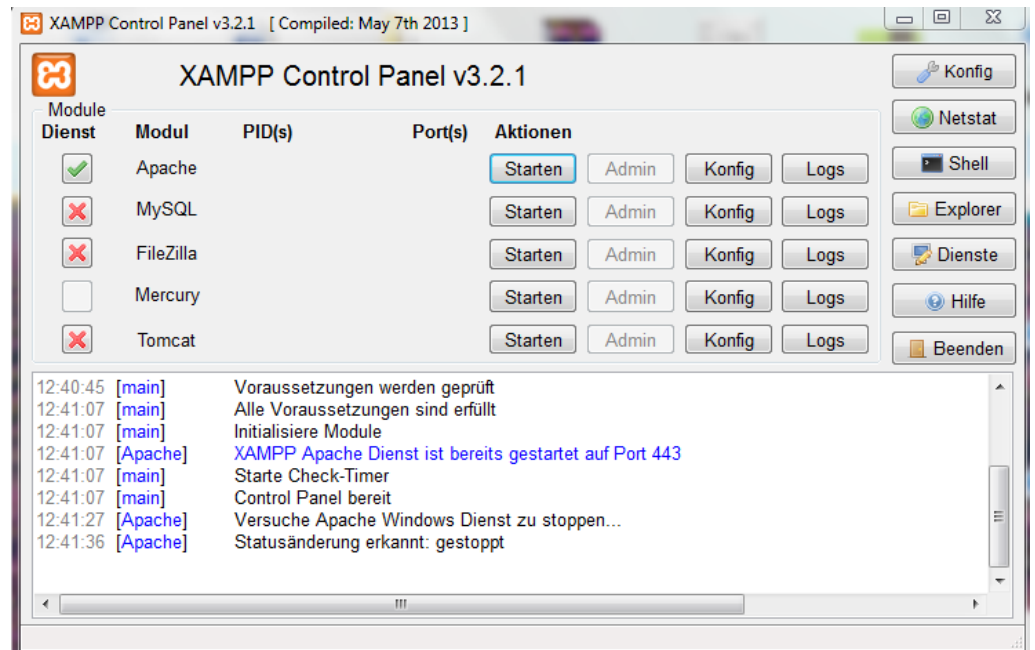 XAMPP Control Panel v3.2.1 [ Compiled: May 7th 2013 ]
XAMPP Control Panel v3.2.1
Konfig
Module
Dienst Modul PID(s) Port(s) Aktionen
Netstat
Apache Starten Admin Konfig Logs
Shell
MySQL Starten Admin Konfig Logs
Explorer
FileZilla Starten Admin Konfig Logs
Dienste
Mercury Starten Admin Konfig Logs
Hilfe
Tomcat Starten Admin Konfig Logs
Beenden
12:40:45 [main] Voraussetzungen werden geprüft
12:41:07 [main] Alle Voraussetzungen sind erfüllt
12:41:07 [main] Initialisiere Module
12:41:07 [Apache] XAMPP Apache Dienst ist bereits gestartet auf Port 443
12:41:07 [main] Starte Check-Timer
12:41:07 [main] Control Panel bereit
12:41:27 [Apache] Versuche Apache Windows Dienst zu stoppen...
12:41:36 [Apache] Statusänderung erkannt: gestoppt